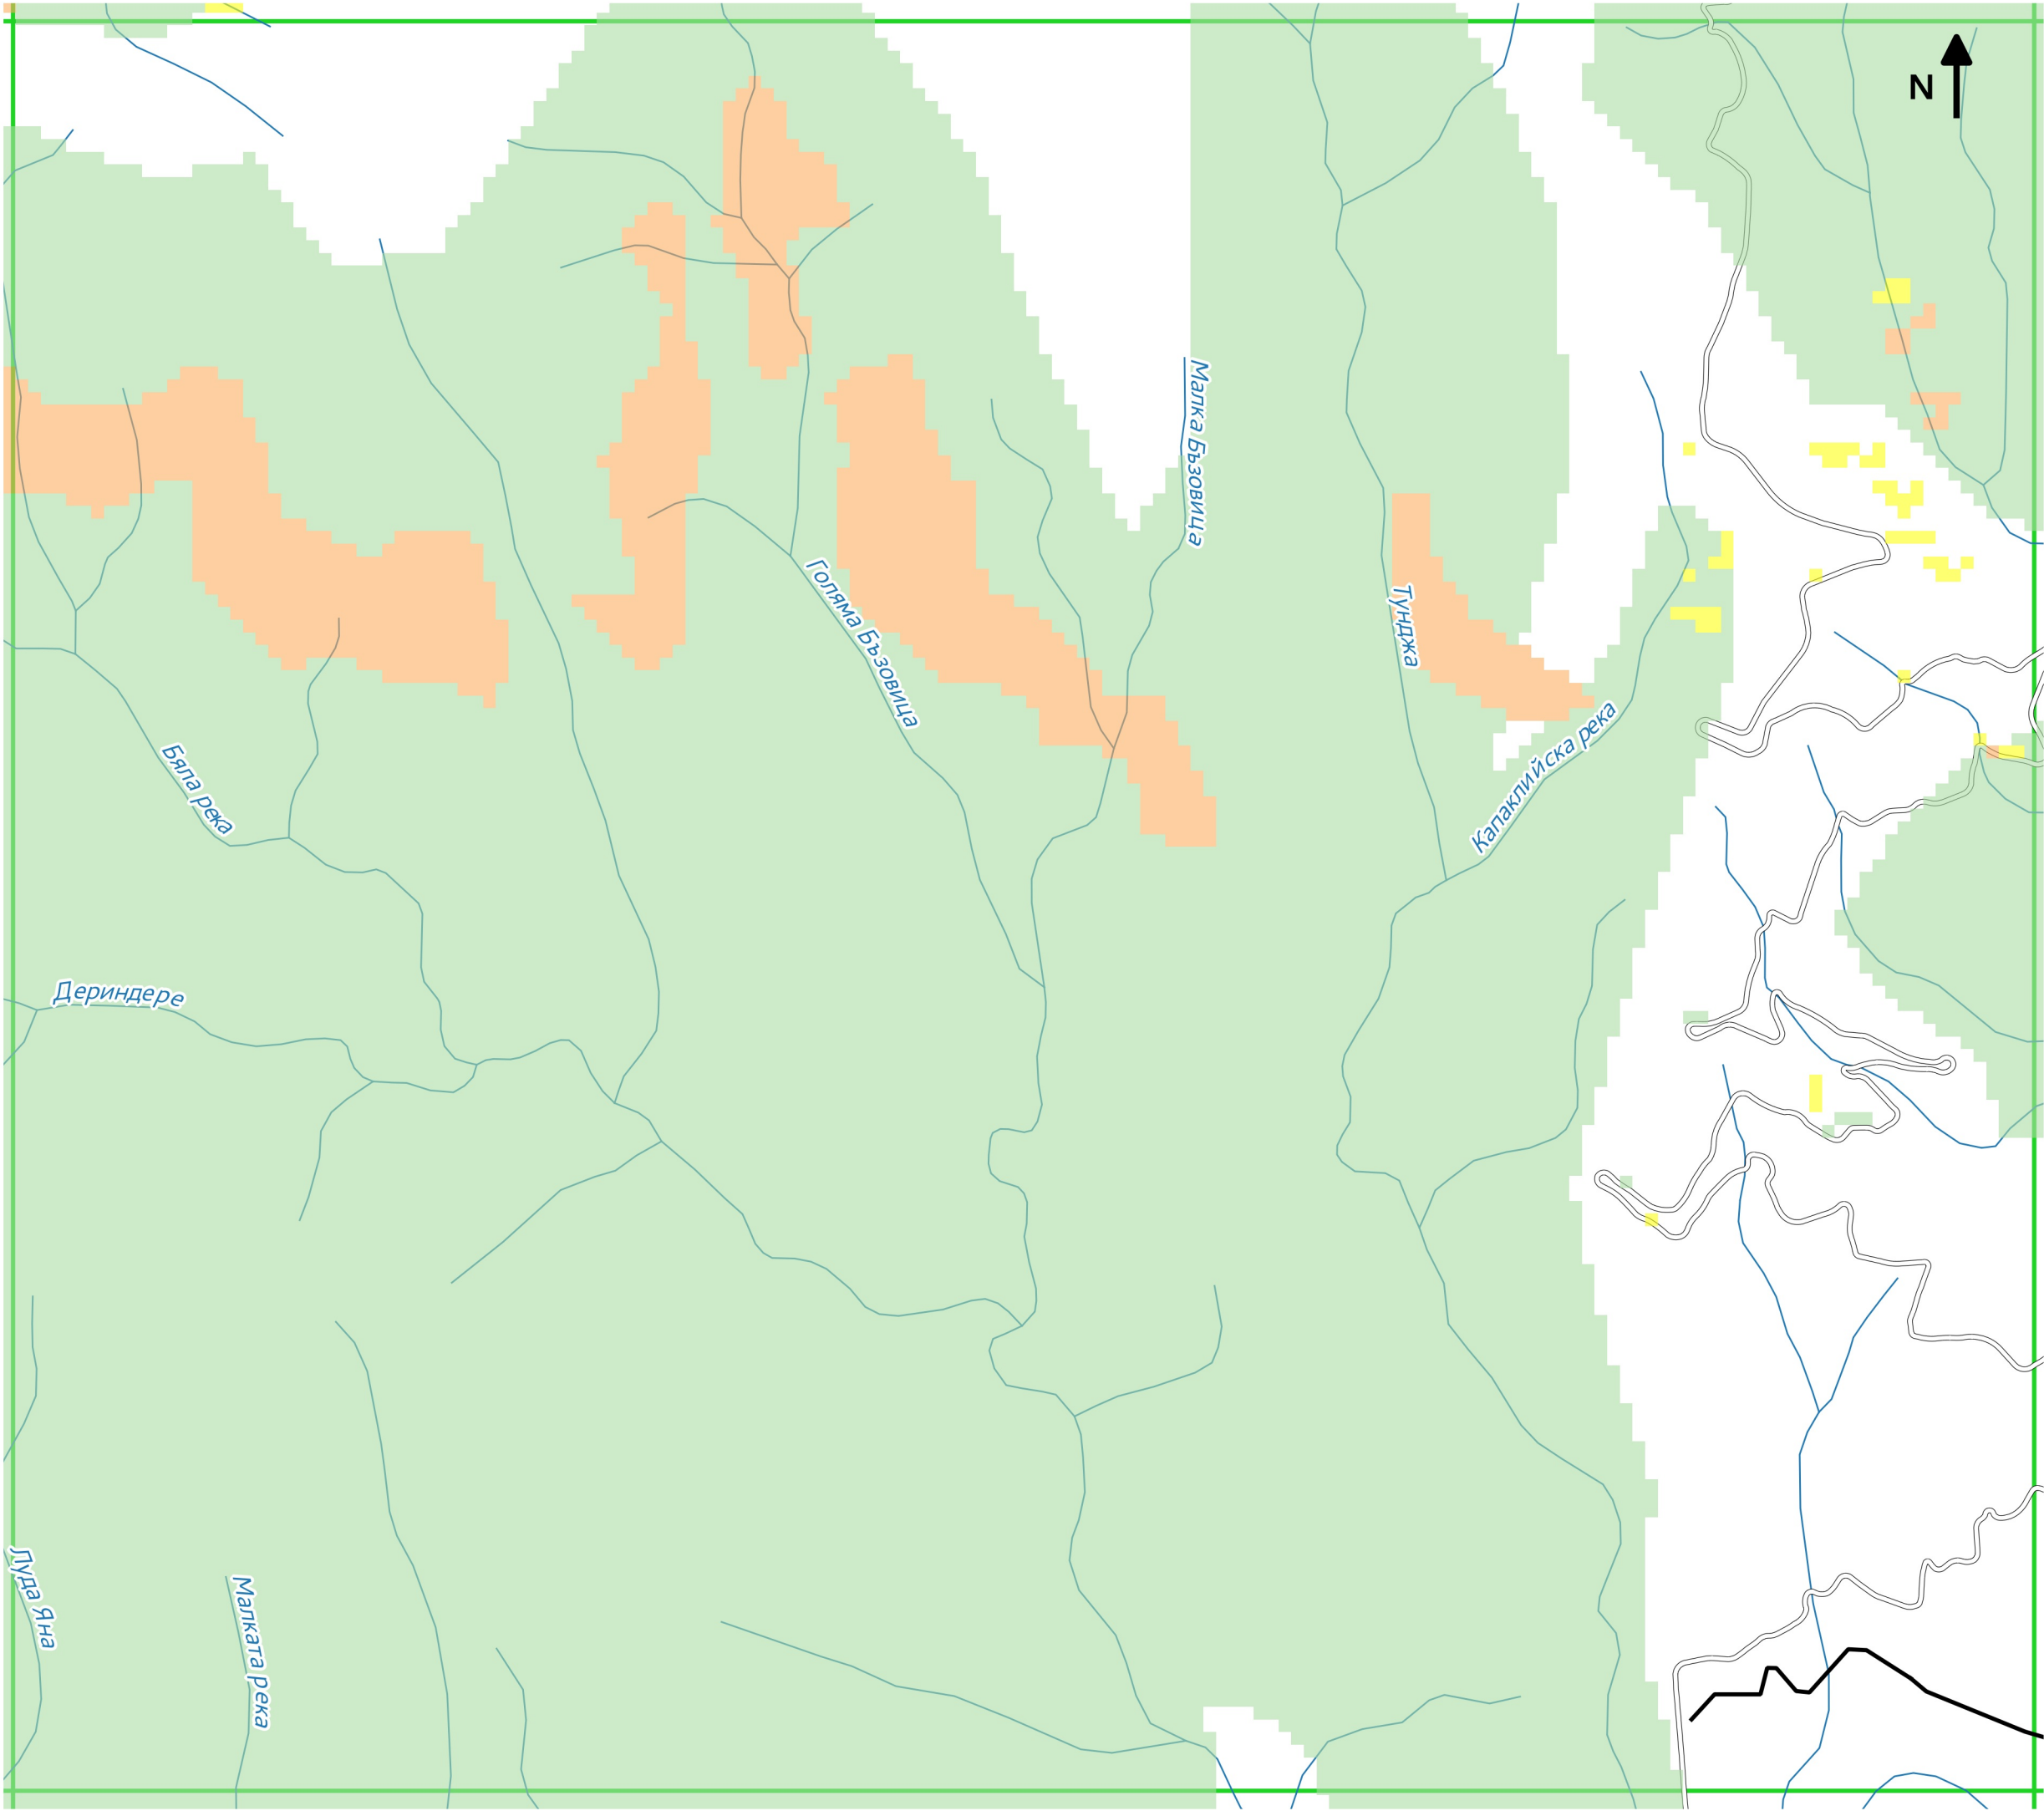 N
Малка Бъзовица
Голяма Бъзовица
Тунджа
Капаклийска река
Бяла река
Дериндере
Луда Яна
Малката река